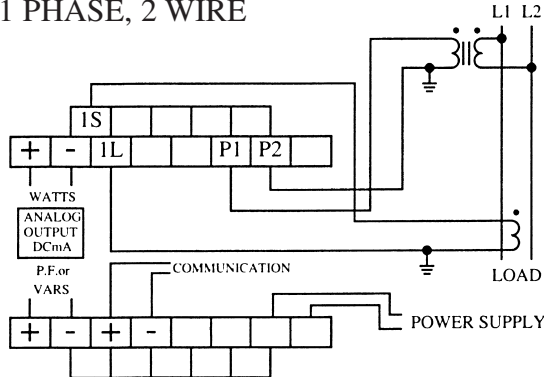 1 PHASE, 2 WIRE
L1 L2
1S
+ - 1L P1 P2
WATTS
ANALOG
OUTPUT
DCmA
P.F.or
VARS
COMMUNICATION
LOAD
+ - + -
POWER SUPPLY